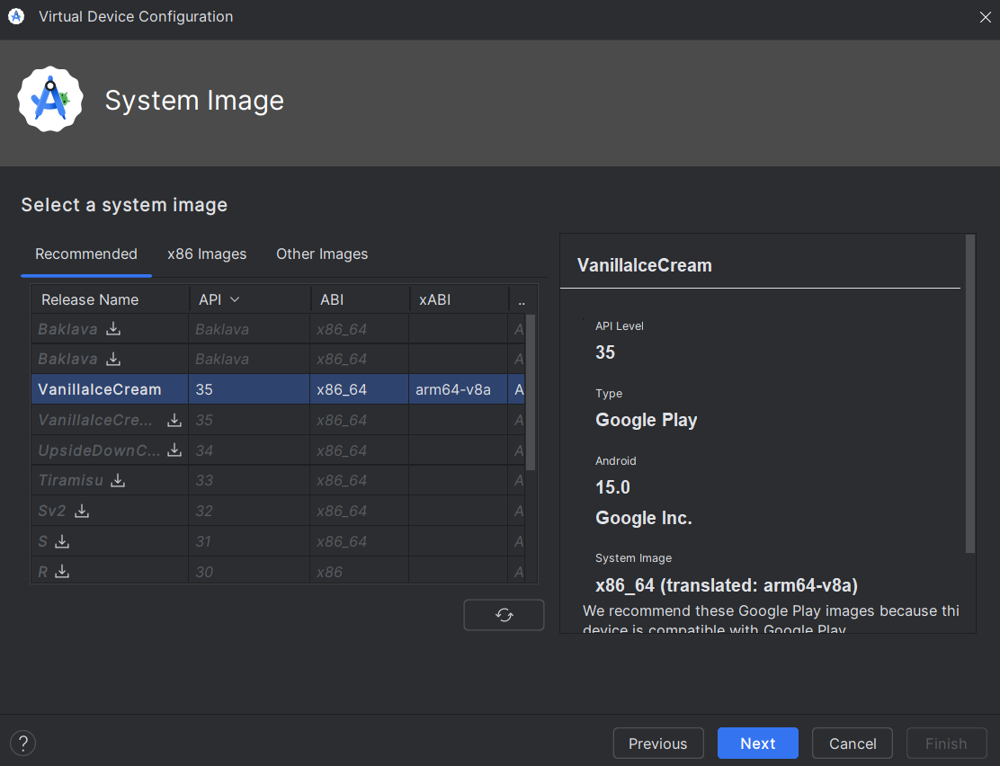 Virtual Device Configuration
System Image
Select a system image
Recommended x86 Images Other Images
Release Name API ABI xABI ..
Baklava Baklava x86_64 A
Baklava Baklava x86_64 A
VanillaIceCream 35 x86_64 arm64-v8a A
VanillaIceCre... 35 x86_64 A
UpsideDownC... 34 x86_64 A
Tiramisu 33 x86_64 A
Sv2 32 x86_64 A
S 31 x86_64 A
R 30 x86 A
VanillaIceCream
API Level
35
Type
Google Play
Android
15.0
Google Inc.
System Image
x86_64 (translated: arm64-v8a)
We recommend these Google Play images because thi
device is compatible with Google Play
? Previous Next Cancel Finish